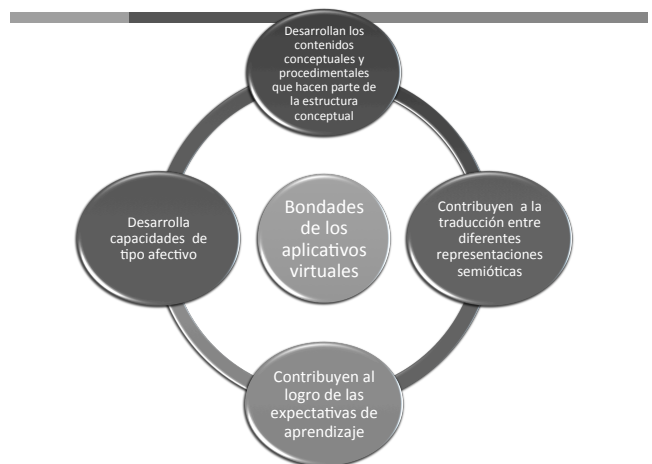 Desarrollan los
contenidos
conceptuales y
procedimentales
que hacen parte de
la estructura
conceptual
Desarrolla
capacidades de
tipo afectivo
Bondades
de los
aplicativos
virtuales
Contribuyen a la
traducción entre
diferentes
representaciones
semióticas
Contribuyen al
logro de las
expectativas de
aprendizaje